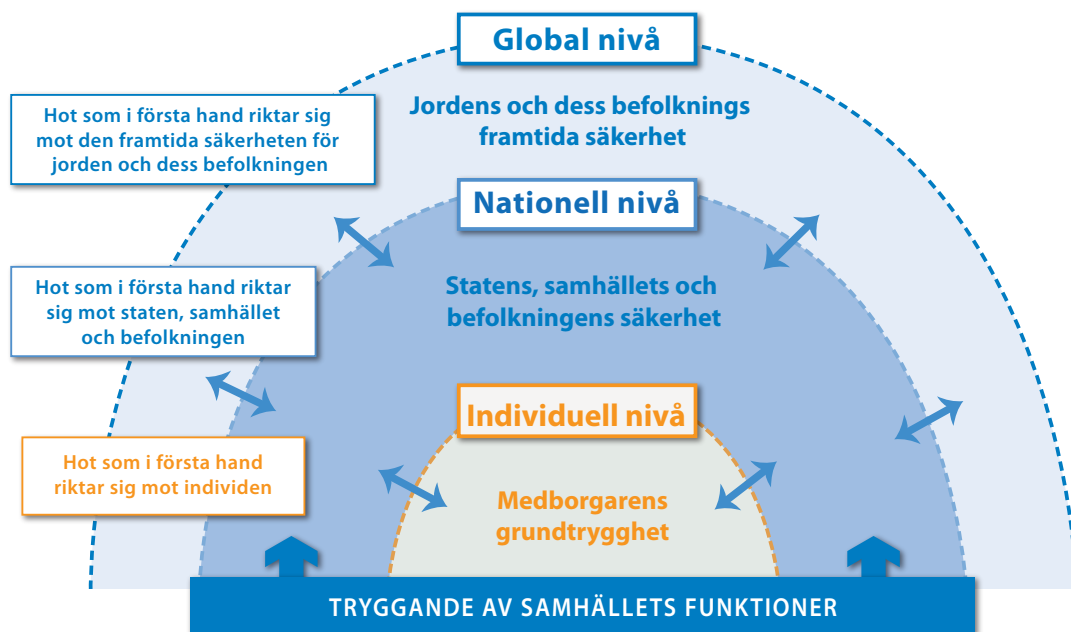 Global nivå
Jordens och dess befolknings
framtida säkerhet
Hot som i första hand riktar sig
mot den framtida säkerheten för
jorden och dess befolkningen
Nationell nivå
Statens, samhällets och
befolkningens säkerhet
Hot som i första hand riktar
sig mot staten, samhället
och befolkningen
Individuell nivå
Medborgarens
grundtrygghet
Hot som i första hand
riktar sig mot individen
TRYGGANDE AV SAMHÄLLETS FUNKTIONER